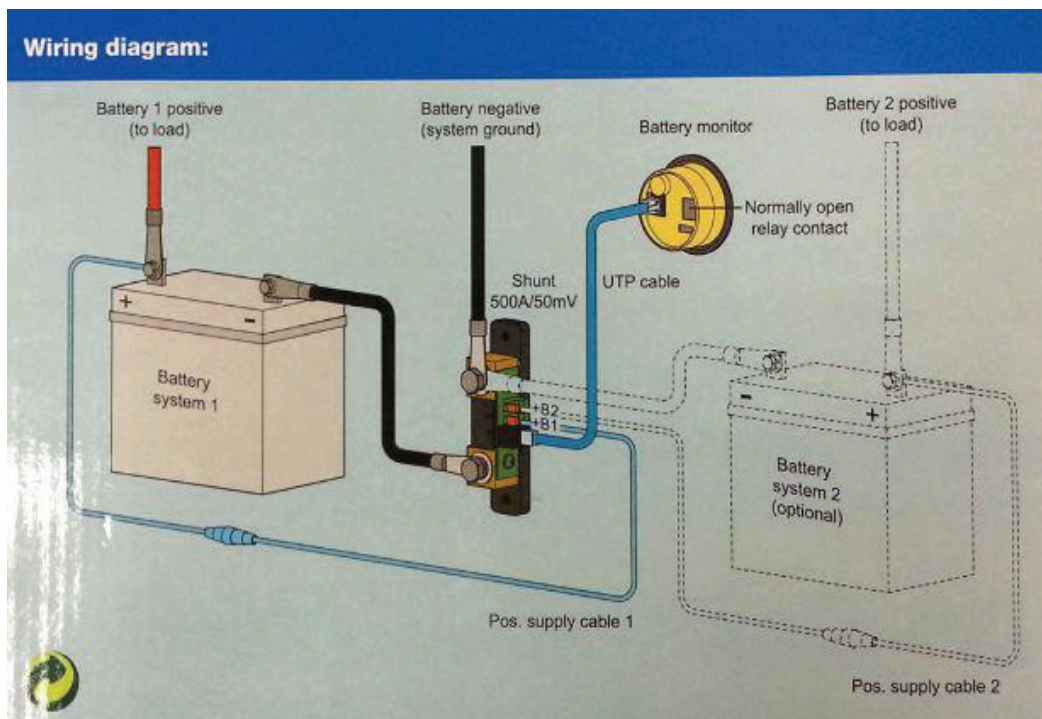 Wiring diagram:
Battery 1 positive
(to load)
Battery negative
(system ground)
Battery monitor
Battery 2 positive
(to load)
Normally open
relay contact
Shunt
500A/50mV
UTP cable
+
-
Battery
system 1
+B2
+B1
-
+
Battery
system 2
(optional)
Pos. supply cable 1
Pos. supply cable 2